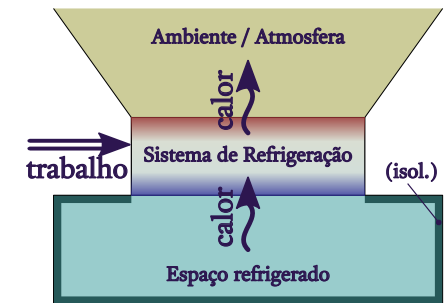 Ambiente / Atmosfera
calor
trabalho
Sistema de Refrigeração
(isol.)
calor
Espaço refrigerado